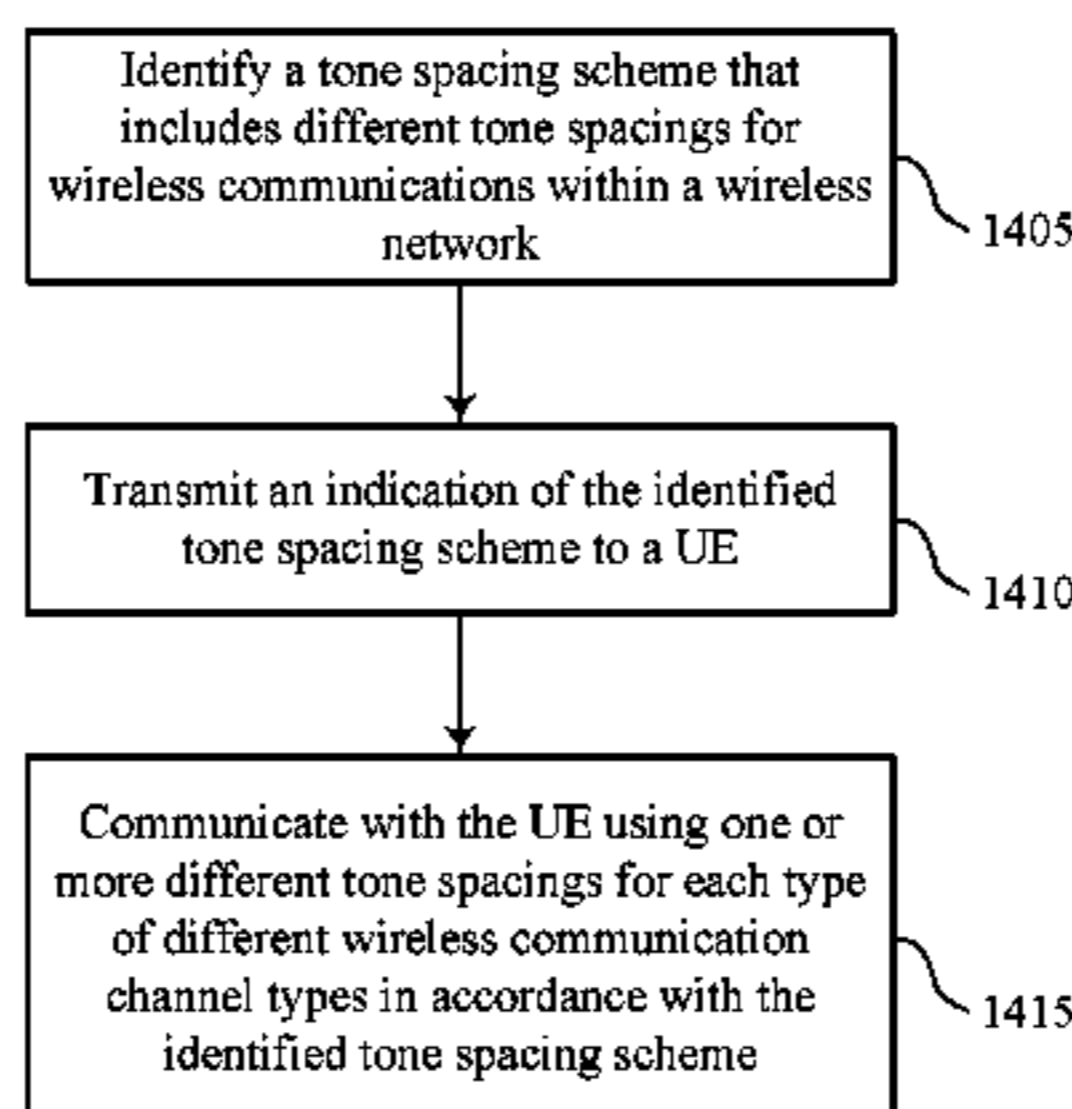 Identify a tone spacing scheme that
includes different tone spacings for
wireless communications within a wireless
network
1405
Transmit an indication of the identified
tone spacing scheme to a UE
1410
Communicate with the UE using one or
more different tone spacings for each type
of different wireless communication
channel types in accordance with the
identified tone spacing scheme
1415